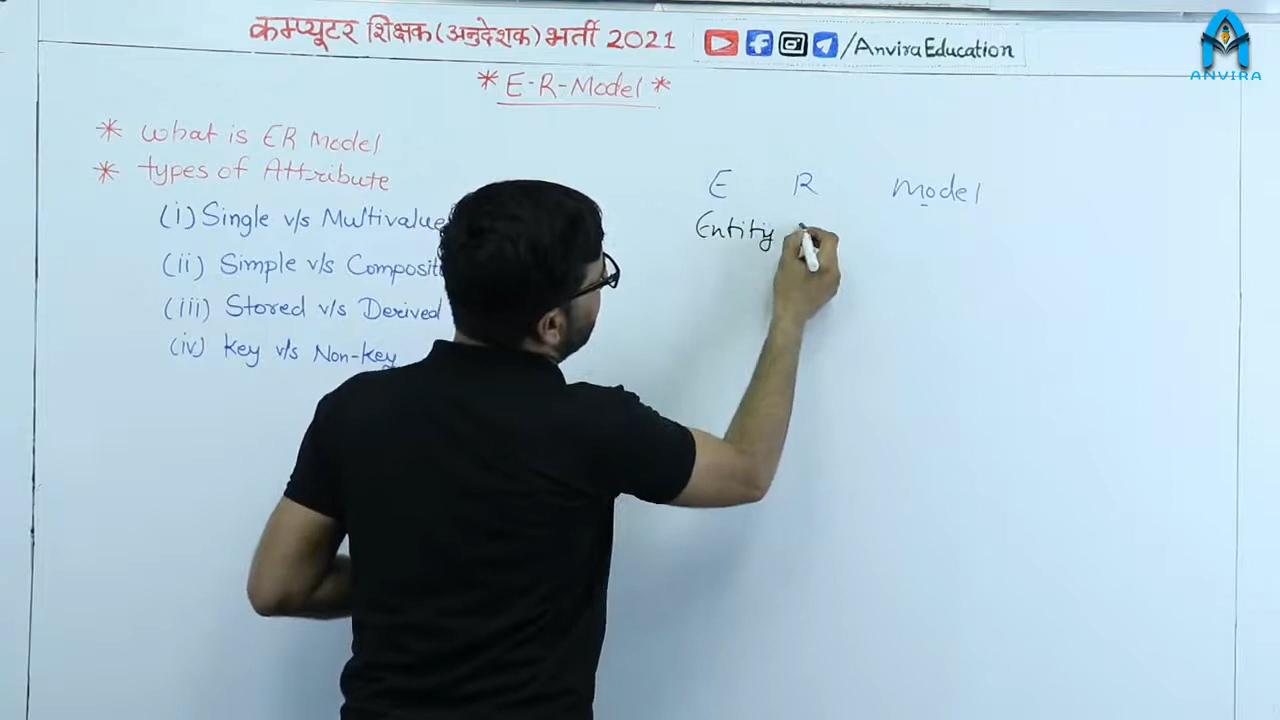 कम्प्यूटर शिक्षक (अनुदेशक) भर्ती 2021
/AnviraEducation
ANVIRA
* E-R-Model *
* What is ER Model
* types of Attribute
(i) Single v/s Multivalue
(ii) Simple v/s Composit
(iii) Stored v/s Derived
(iv) key v/s Non-key
E R Model
Entity